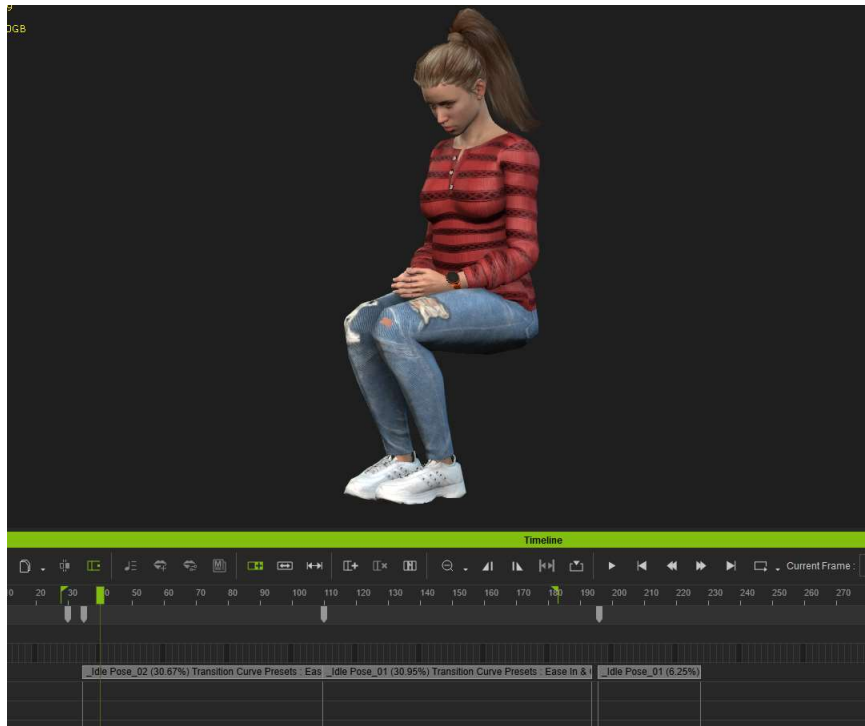 9
0GB
Timeline
Current Frame :
0 20 30 40 50 60 70 80 90 100 110 120 130 140 150 160 170 180 190 200 210 220 230 240 250 260 270
_Idle Pose_02 (30.67%) Transition Curve Presets : Eas _Idle Pose_01 (30.95%) Transition Curve Presets : Ease In & _Idle Pose_01 (6.25%)